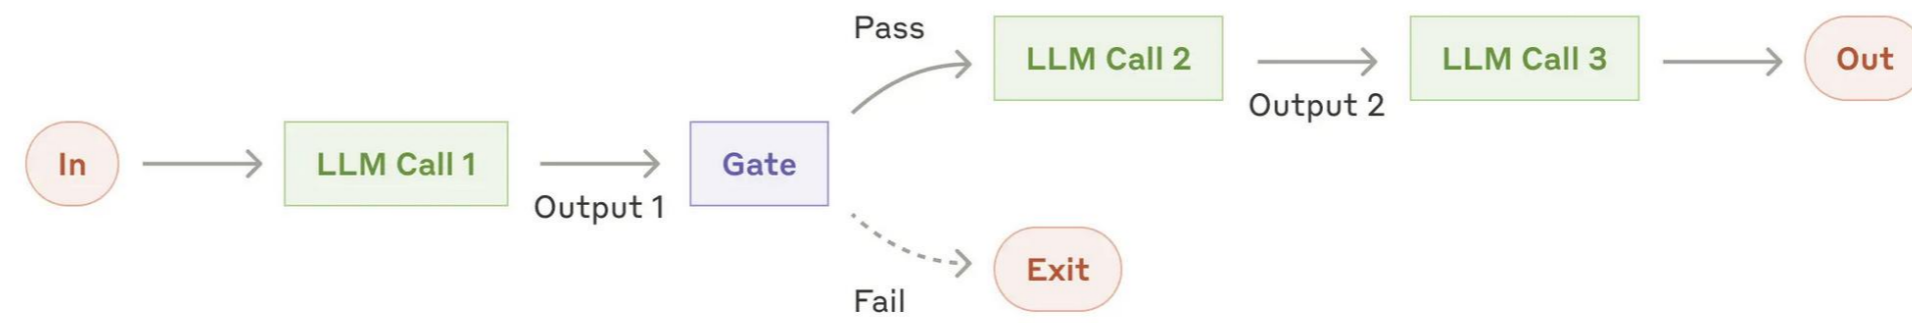 In
LLM Call 1
Output 1
Gate
Pass
LLM Call 2
Output 2
LLM Call 3
Out
Fail
Exit